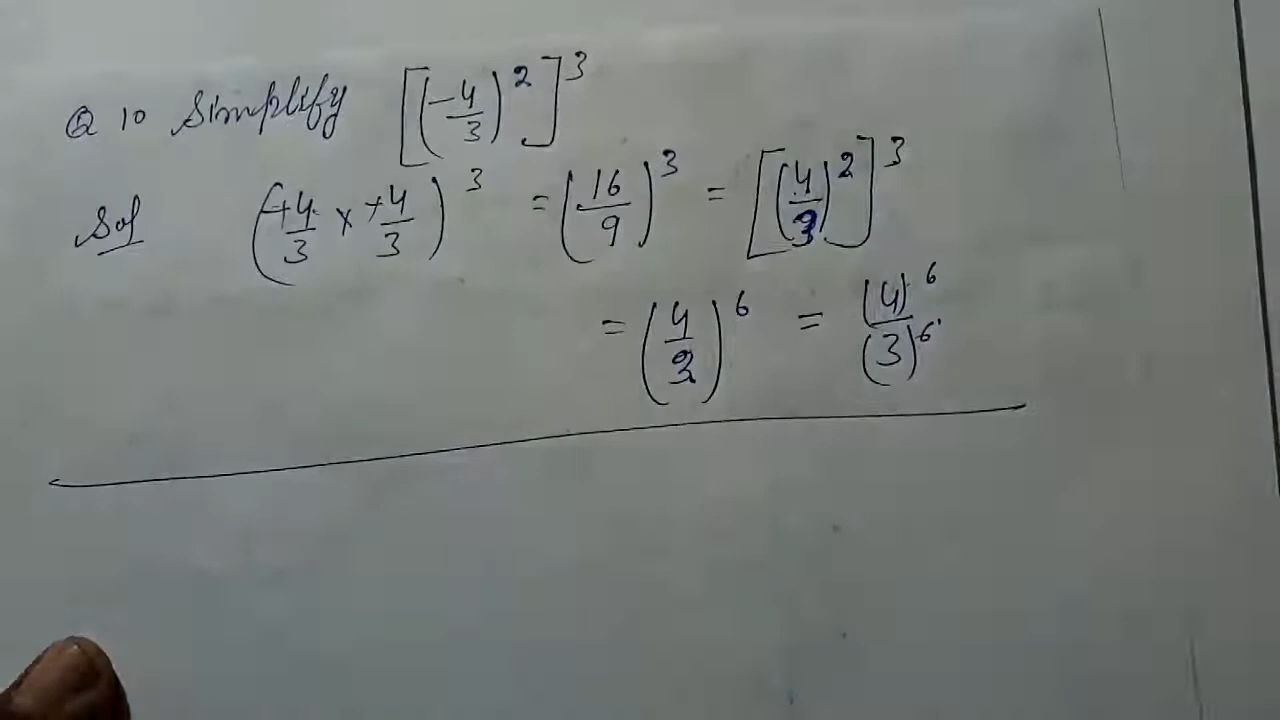 Q 10 Simplify [(-4/3)^2]^3
Sol (+4/3 × +4/3)^3 = (16/9)^3 = [(4/3)^2]^3
= (4/3)^6 = (4)^6/(3)^6